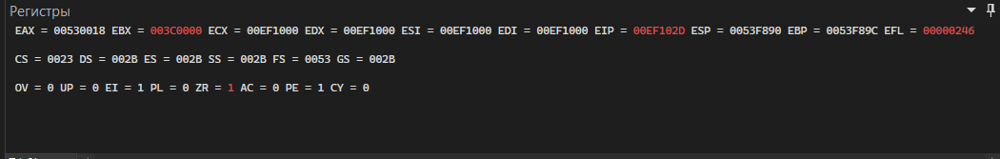 Регистры
EAX = 00530018 EBX = 003C0000 ECX = 00EF1000 EDX = 00EF1000 ESI = 00EF1000 EDI = 00EF1000 EIP = 00EF102D ESP = 0053F890 EBP = 0053F89C EFL = 00000246
CS = 0023 DS = 002B ES = 002B SS = 002B FS = 0053 GS = 002B
OV = 0 UP = 0 EI = 1 PL = 0 ZR = 1 AC = 0 PE = 1 CY = 0